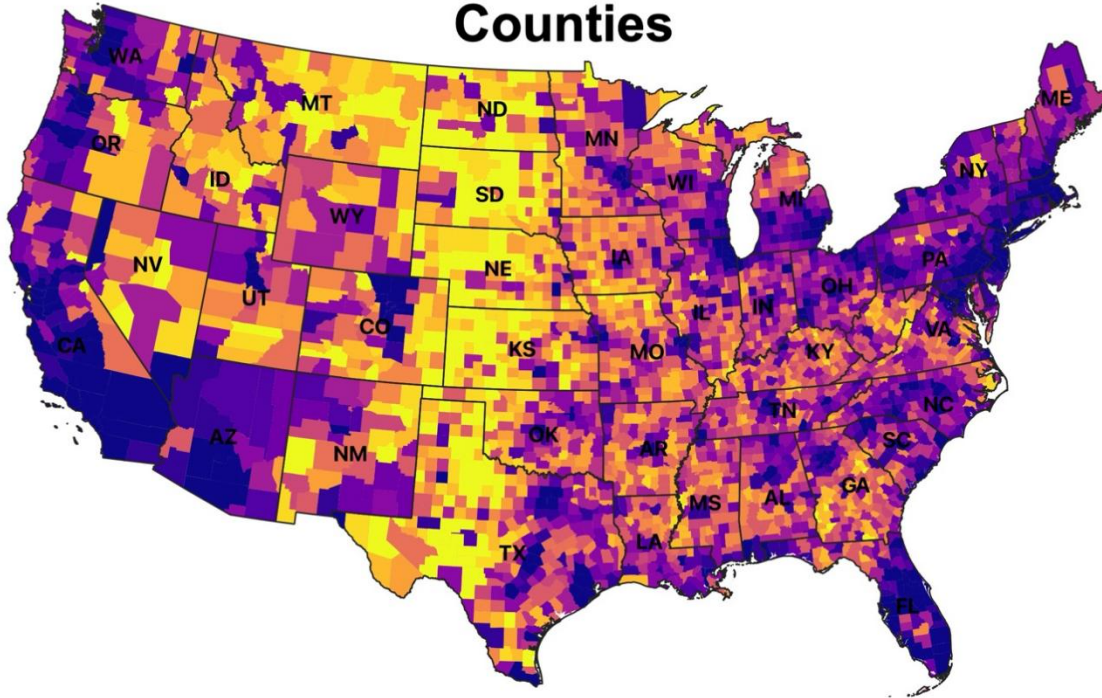 Counties
WA
MT
ND
MN
ME
OR
ID
SD
WI
MI
NY
WY
NE
IA
PA
NV
UT
CO
IL
IN
OH
VA
CA
KS
MO
KY
AZ
NM
OK
AR
TN
NC
SC
MS
AL
GA
TX
LA
FL